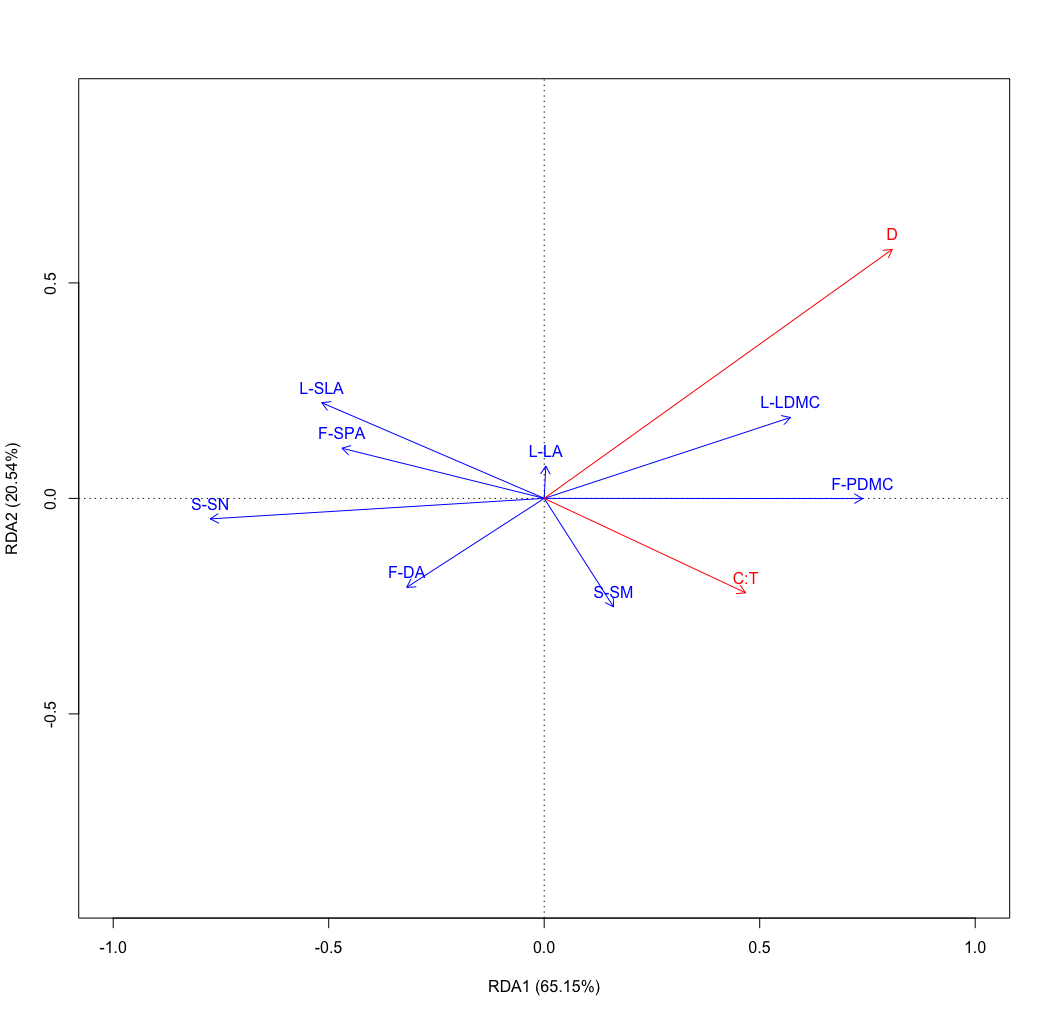 D
0.5
L-SLA
L-LDMC
F-SPA
L-LA
F-PDMC
0.0
S-SN
RDA2 (20.54%)
F-DA
C:T
S-SM
-0.5
-1.0 -0.5 0.0 0.5 1.0
RDA1 (65.15%)